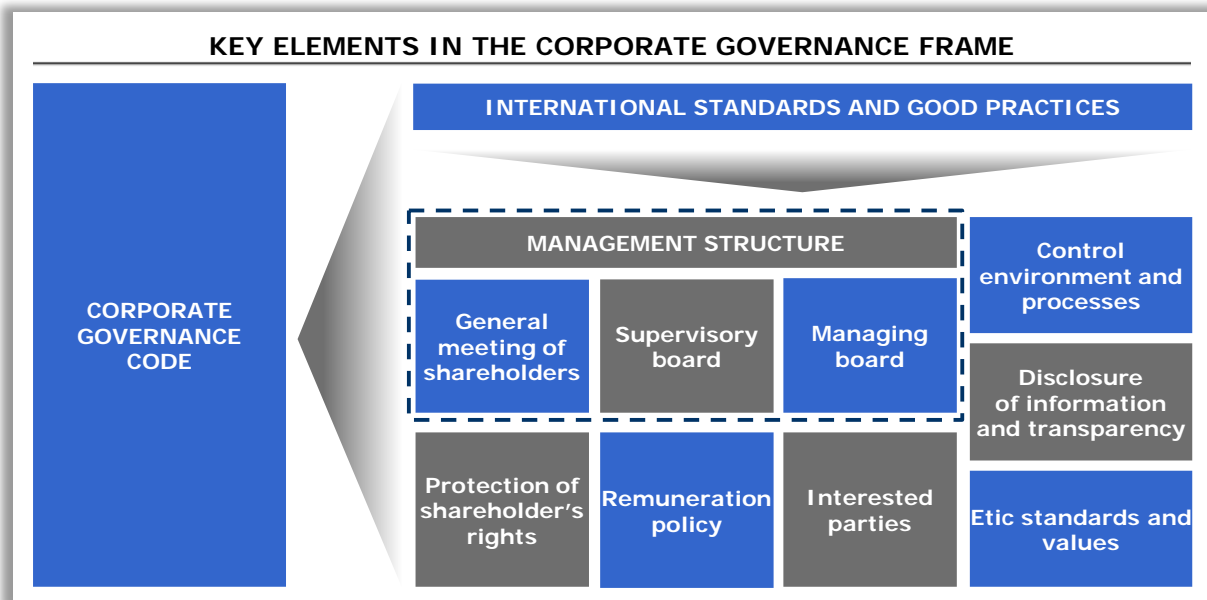 KEY ELEMENTS IN THE CORPORATE GOVERNANCE FRAME
CORPORATE
GOVERNANCE
CODE
INTERNATIONAL STANDARDS AND GOOD PRACTICES
MANAGEMENT STRUCTURE
General
meeting of
shareholders
Supervisory
board
Managing
board
Control
environment and
processes
Disclosure
of information
and transparency
Protection of
shareholder's
rights
Remuneration
policy
Interested
parties
Etic standards and
values